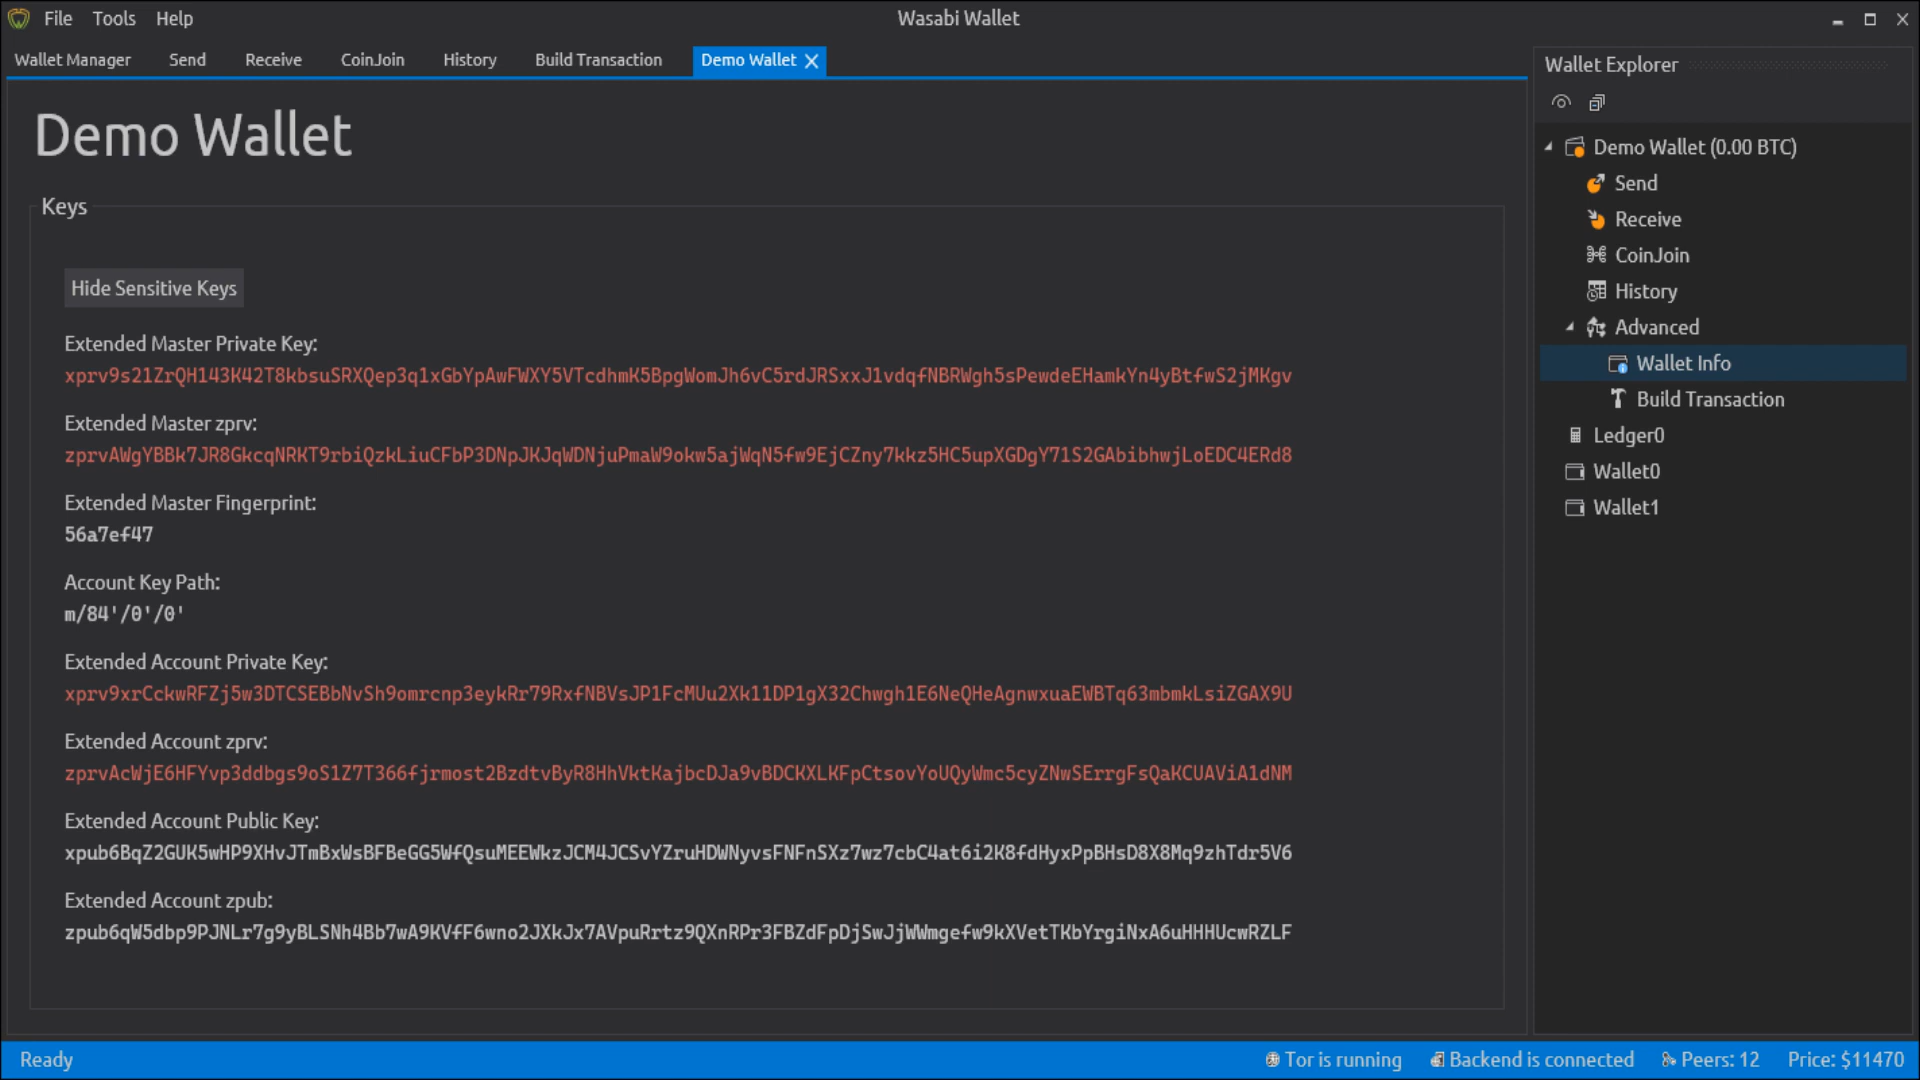 File Tools Help Wasabi Wallet
Wallet Manager Send Receive CoinJoin History Build Transaction Demo Wallet
Demo Wallet
Keys
Hide Sensitive Keys
Extended Master Private Key:
xprv9s21ZrQH143K42T8kbsuSRXQep3q1xGbYpAwFWXY5VTcdhmK5BpgWomJh6vC5rdJRSxxJ1vdqfNBRWgh5sPewdeEHamkYn4yBtfwS2jMKgv
Extended Master zprv:
zprvAWgYBBk7JR8GkcqNRKT9rbiQzkLiuCFbP3DNpJKJqWDNjuPmaW9okw5ajWqN5fw9EjCZny7kkz5HC5upXGDgY71S2GAbibhwjLoEDC4ERd8
Extended Master Fingerprint:
56a7ef47
Account Key Path:
m/84'/0'/0'
Extended Account Private Key:
xprv9xrCckwRFZj5w3DTCSEBbNvSh9omrcnp3eykRr79RxfNBVsJP1FcMUu2Xk11DP1gX32Chwgh1E6NeQHeAgnwxuaEWBTq63mbmkLsiZGAX9U
Extended Account zprv:
zprvAcWjE6HFYvp3ddbgs9oS1Z7T366fjrmost2BzdtvByR8HhVktKajbcDJa9vBDCKXLKFpCtsovYoUQyWmc5cyZNwSErrgFsQaKCUAViA1dNM
Extended Account Public Key:
xpub6BqZ2GUK5wHP9XHvJTmBxWsBFBeGG5WfQsuMEEWkzJCM4JCSvYZruHDWNyvsFNFnSXz7wz7cbC4at6i2K8fdHyxPpBHsD8X8Mq9zhTdr5V6
Extended Account zpub:
zpub6qW5dbp9PJNLr7g9yBLSNh4Bb7wA9KVfF6wno2JXkJx7AVpuRrtz9QXnRPr3FBZdFpDjSwJjWWmgefw9kXVetTKbYrgiNxA6uHHHUcwRZLF
Wallet Explorer
Demo Wallet (0.00 BTC)
Send
Receive
CoinJoin
History
Advanced
Wallet Info
Build Transaction
Ledger0
Wallet0
Wallet1
Ready Tor is running Backend is connected Peers: 12 Price: $11470